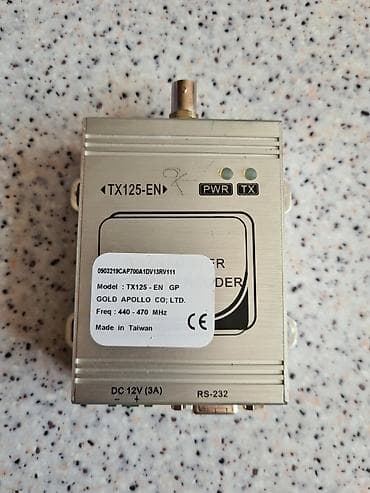 TX125-EN
PWR TX
0903219CAP700A1DV13RV111
Model : TX125 - EN GP
GOLD APOLLO CO; LTD.
Freq : 440 - 470 MHz
Made in Taiwan
CE
DC 12V (3A)
- +
RS-232